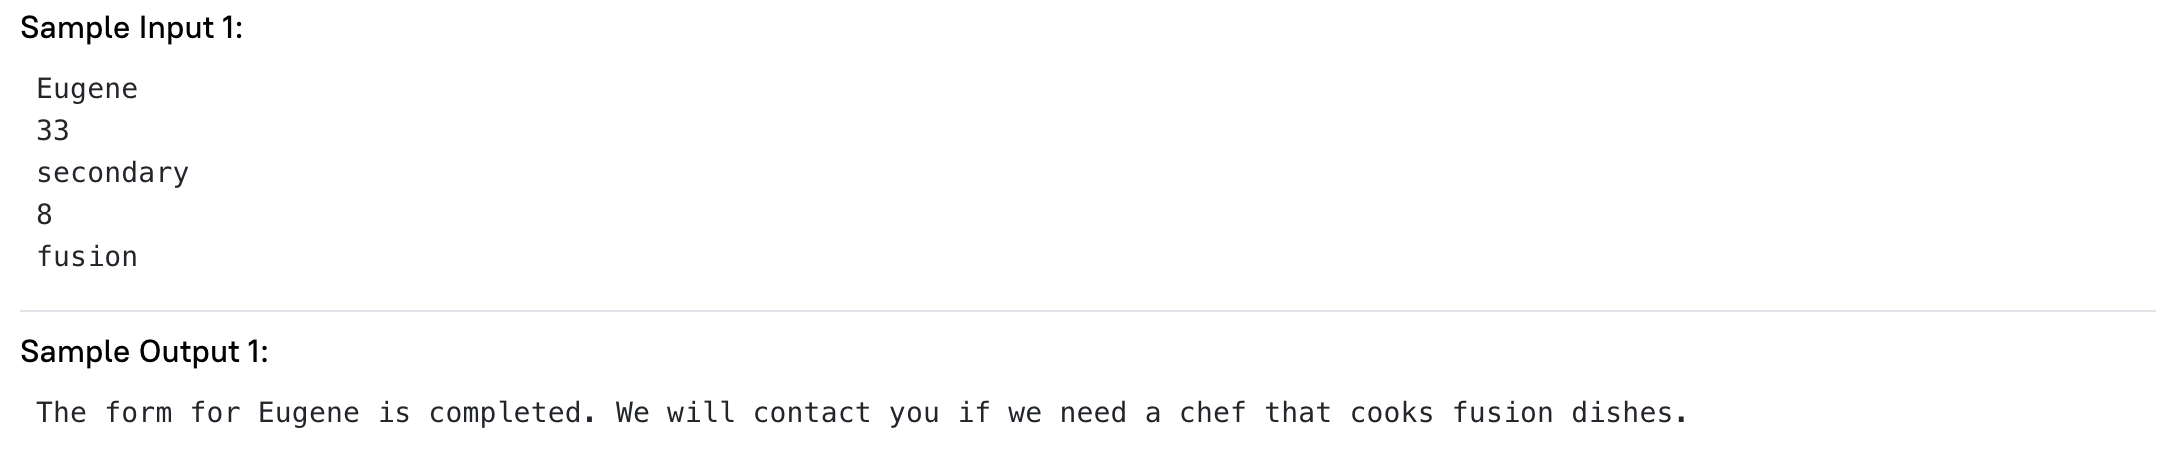 Sample Input 1:
Eugene
33
secondary
8
fusion
Sample Output 1:
The form for Eugene is completed. We will contact you if we need a chef that cooks fusion dishes.